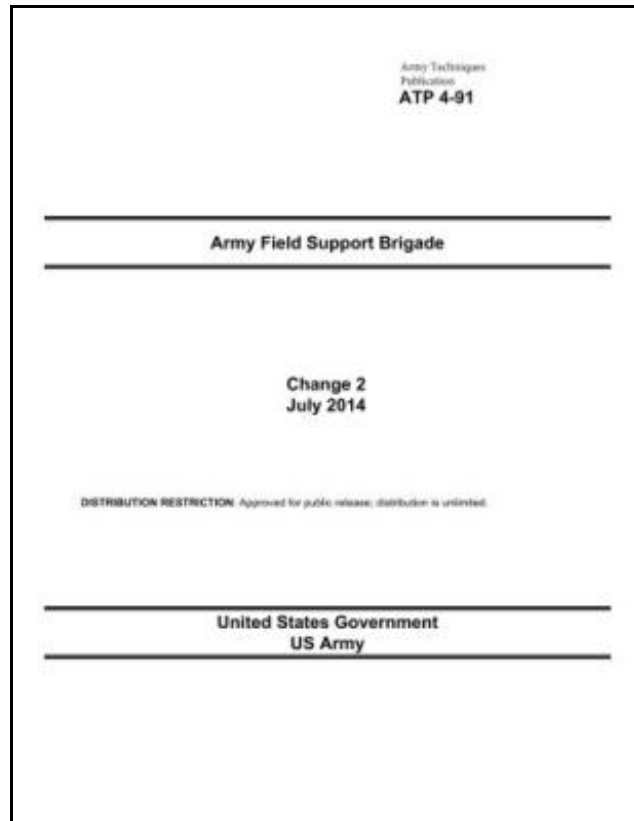 Army Techniques
Publication
ATP 4-91
Army Field Support Brigade
Change 2
July 2014
DISTRIBUTION RESTRICTION: Approved for public release; distribution is unlimited.
United States Government
US Army